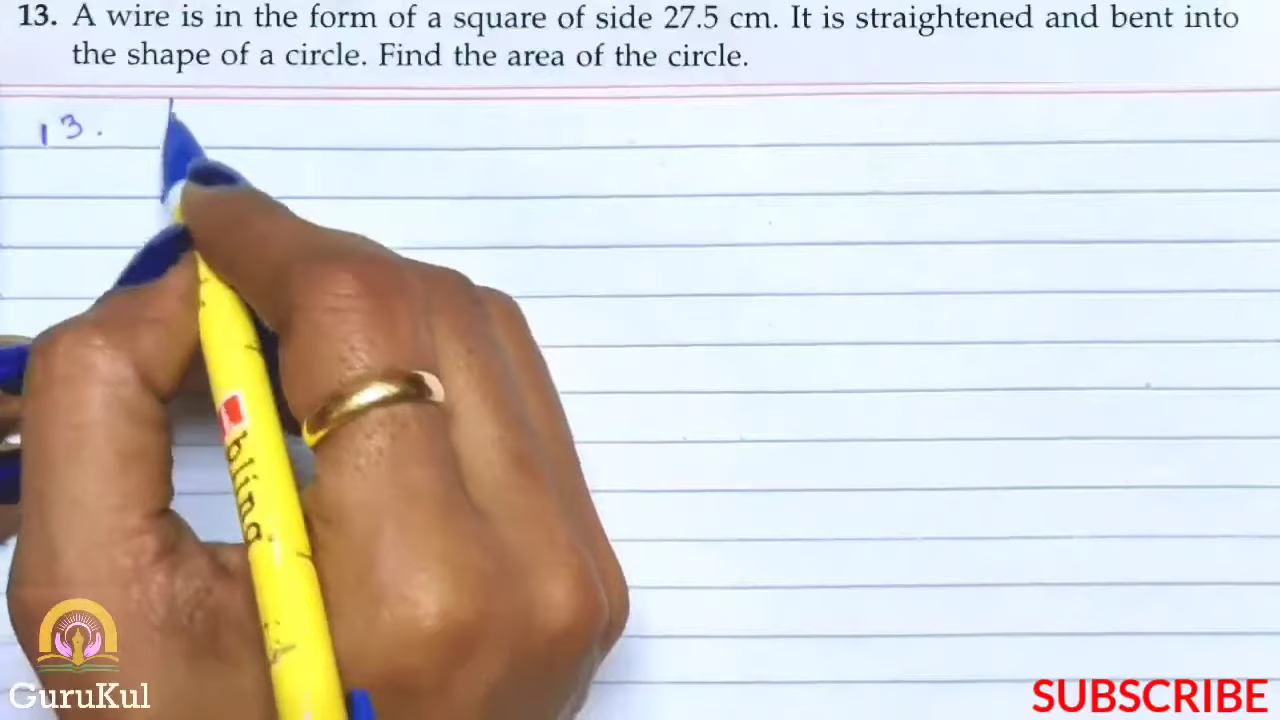 13. A wire is in the form of a square of side 27.5 cm. It is straightened and bent into
the shape of a circle. Find the area of the circle.
13.
bling
GuruKul
SUBSCRIBE